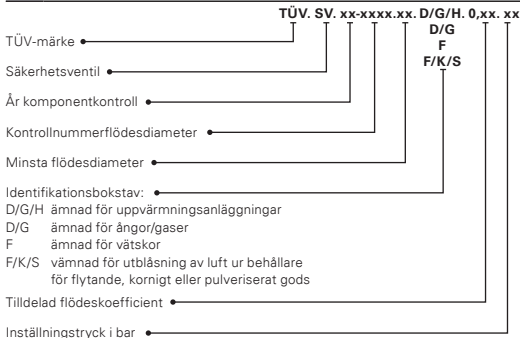 TÜV. SV. xx-xxxx.xx. D/G/H. 0,xx. xx
D/G
F
F/K/S
TÜV-märke
Säkerhetsventil
År komponentkontroll
Kontrollnummerflödesdiameter
Minsta flödesdiameter
Identifikationsbokstav:
D/G/H ämnad för uppvärmningsanläggningar
D/G ämnad för ångor/gaser
F ämnad för vätskor
F/K/S vämnad för utblåsning av luft ur behållare
för flytande, kornigt eller pulveriserat gods
Tilldelad flödeskoefficient
Inställningstryck i bar